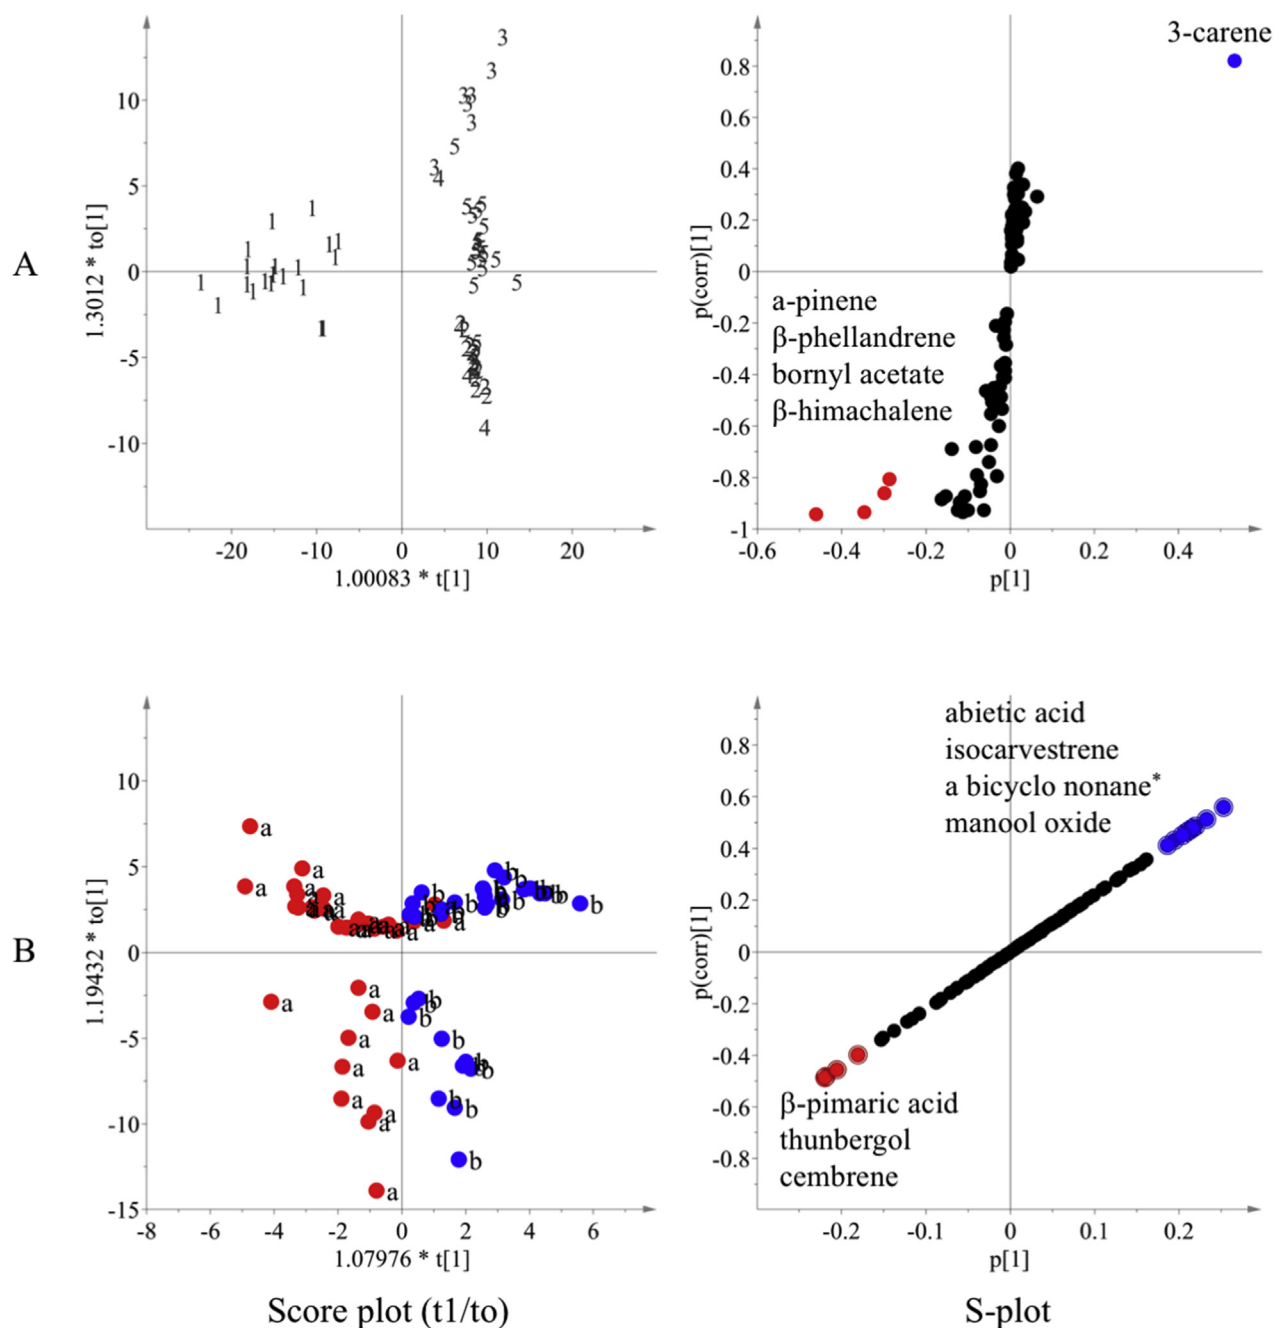 A
1.3012 * to[1]
10
5
0
-5
-10
-20
-10
0
10
20
1.00083 * t[1]
3-carene
p(corr)[1]
0.8
0.6
0.4
0.2
0
-0.2
-0.4
-0.6
-0.8
-1
a-pinene
β-phellandrene
bornyl acetate
β-himachalene
-0.6
-0.4
-0.2
0
0.2
0.4
p[1]
B
1.19432 * to[1]
10
5
0
-5
-10
-15
-8
-6
-4
-2
0
2
4
6
1.07976 * t[1]
Score plot (t1/to)
abietic acid
isocarvestrene
a bicyclo nonane*
manool oxide
p(corr)[1]
0.8
0.6
0.4
0.2
0
-0.2
-0.4
-0.6
-0.8
β-pimaric acid
thunbergol
cembrene
-0.2
-0.1
0
0.1
0.2
p[1]
S-plot